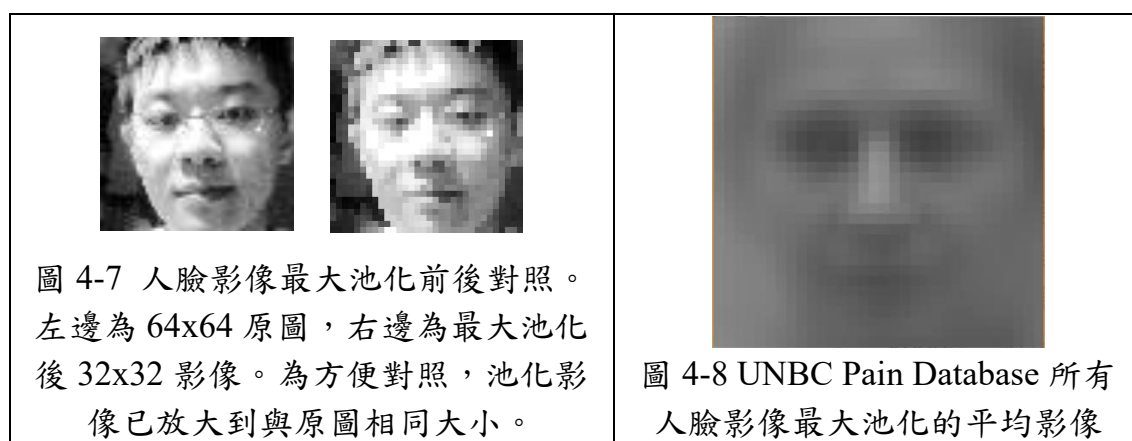 圖 4-7 人臉影像最大池化前後對照。
左邊為 64x64 原圖，右邊為最大池化
後 32x32 影像。為方便對照，池化影
像已放大到與原圖相同大小。
圖 4-8 UNBC Pain Database 所有
人臉影像最大池化的平均影像